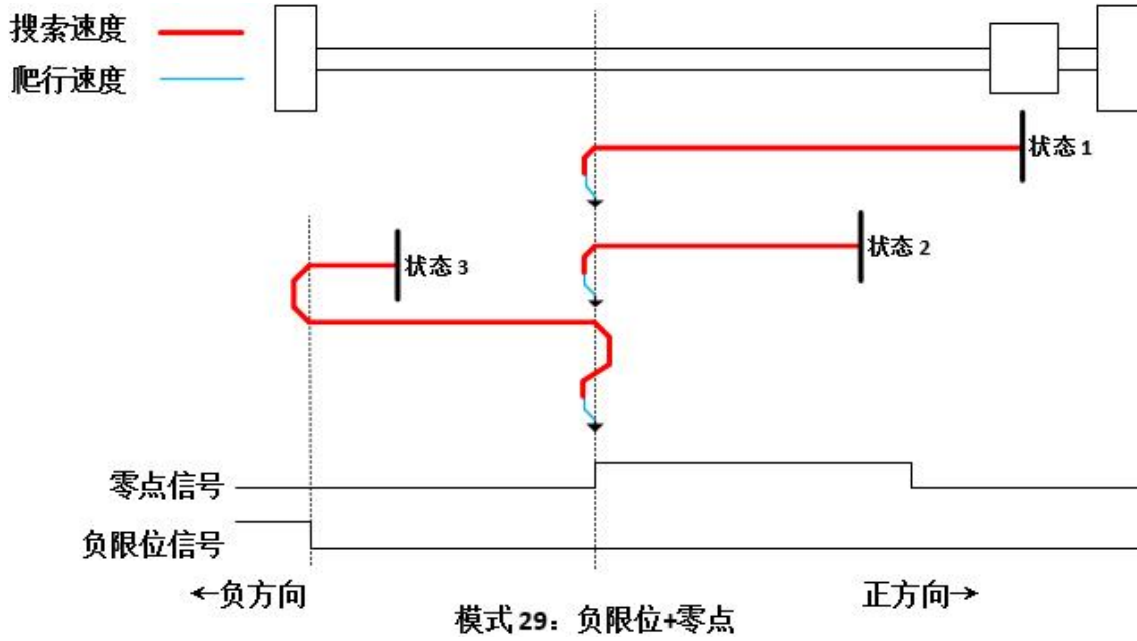 搜索速度
爬行速度
状态1
状态2
状态3
零点信号
负限位信号
←负方向
正方向→
模式29：负限位+零点